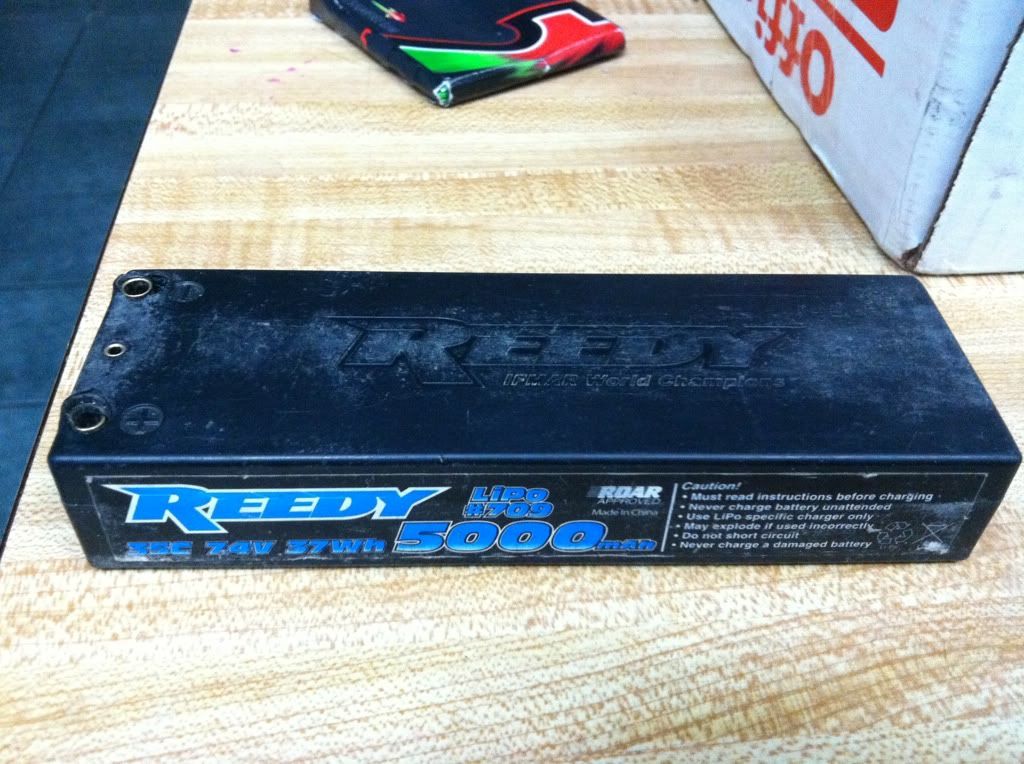 Offi
REEDY
IFMAR World Champions
REEDY
LiPo
#709
35C 7.4V 37Wh 5000mAh
ROAR
APPROVED
Made in China
Caution!
• Must read instructions before charging
• Never charge battery unattended
• Use LiPo specific charger only
• May explode if used incorrectly
• Do not short circuit
• Never charge a damaged battery